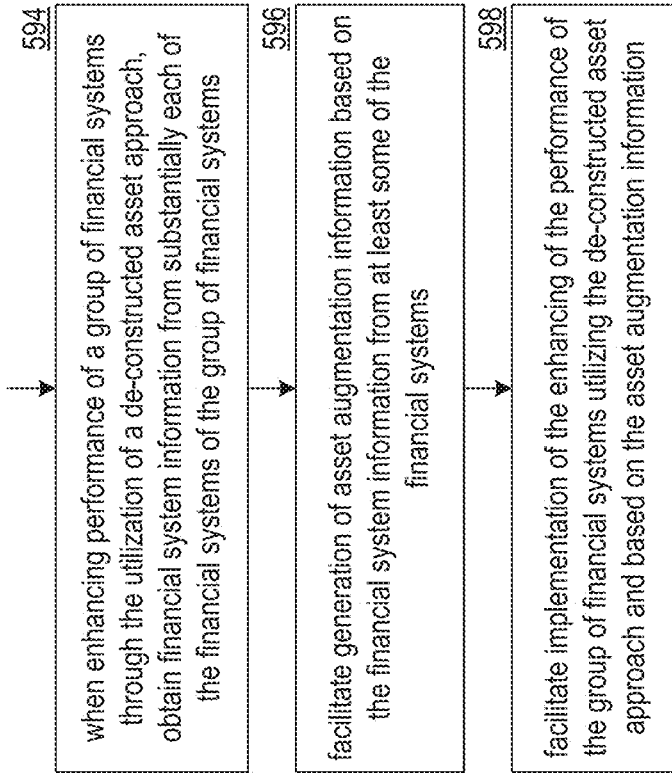 594
when enhancing performance of a group of financial systems
through the utilization of a de-constructed asset approach,
obtain financial system information from substantially each of
the financial systems of the group of financial systems
596
facilitate generation of asset augmentation information based on
the financial system information from at least some of the
financial systems
598
facilitate implementation of the enhancing of the performance of
the group of financial systems utilizing the de-constructed asset
approach and based on the asset augmentation information